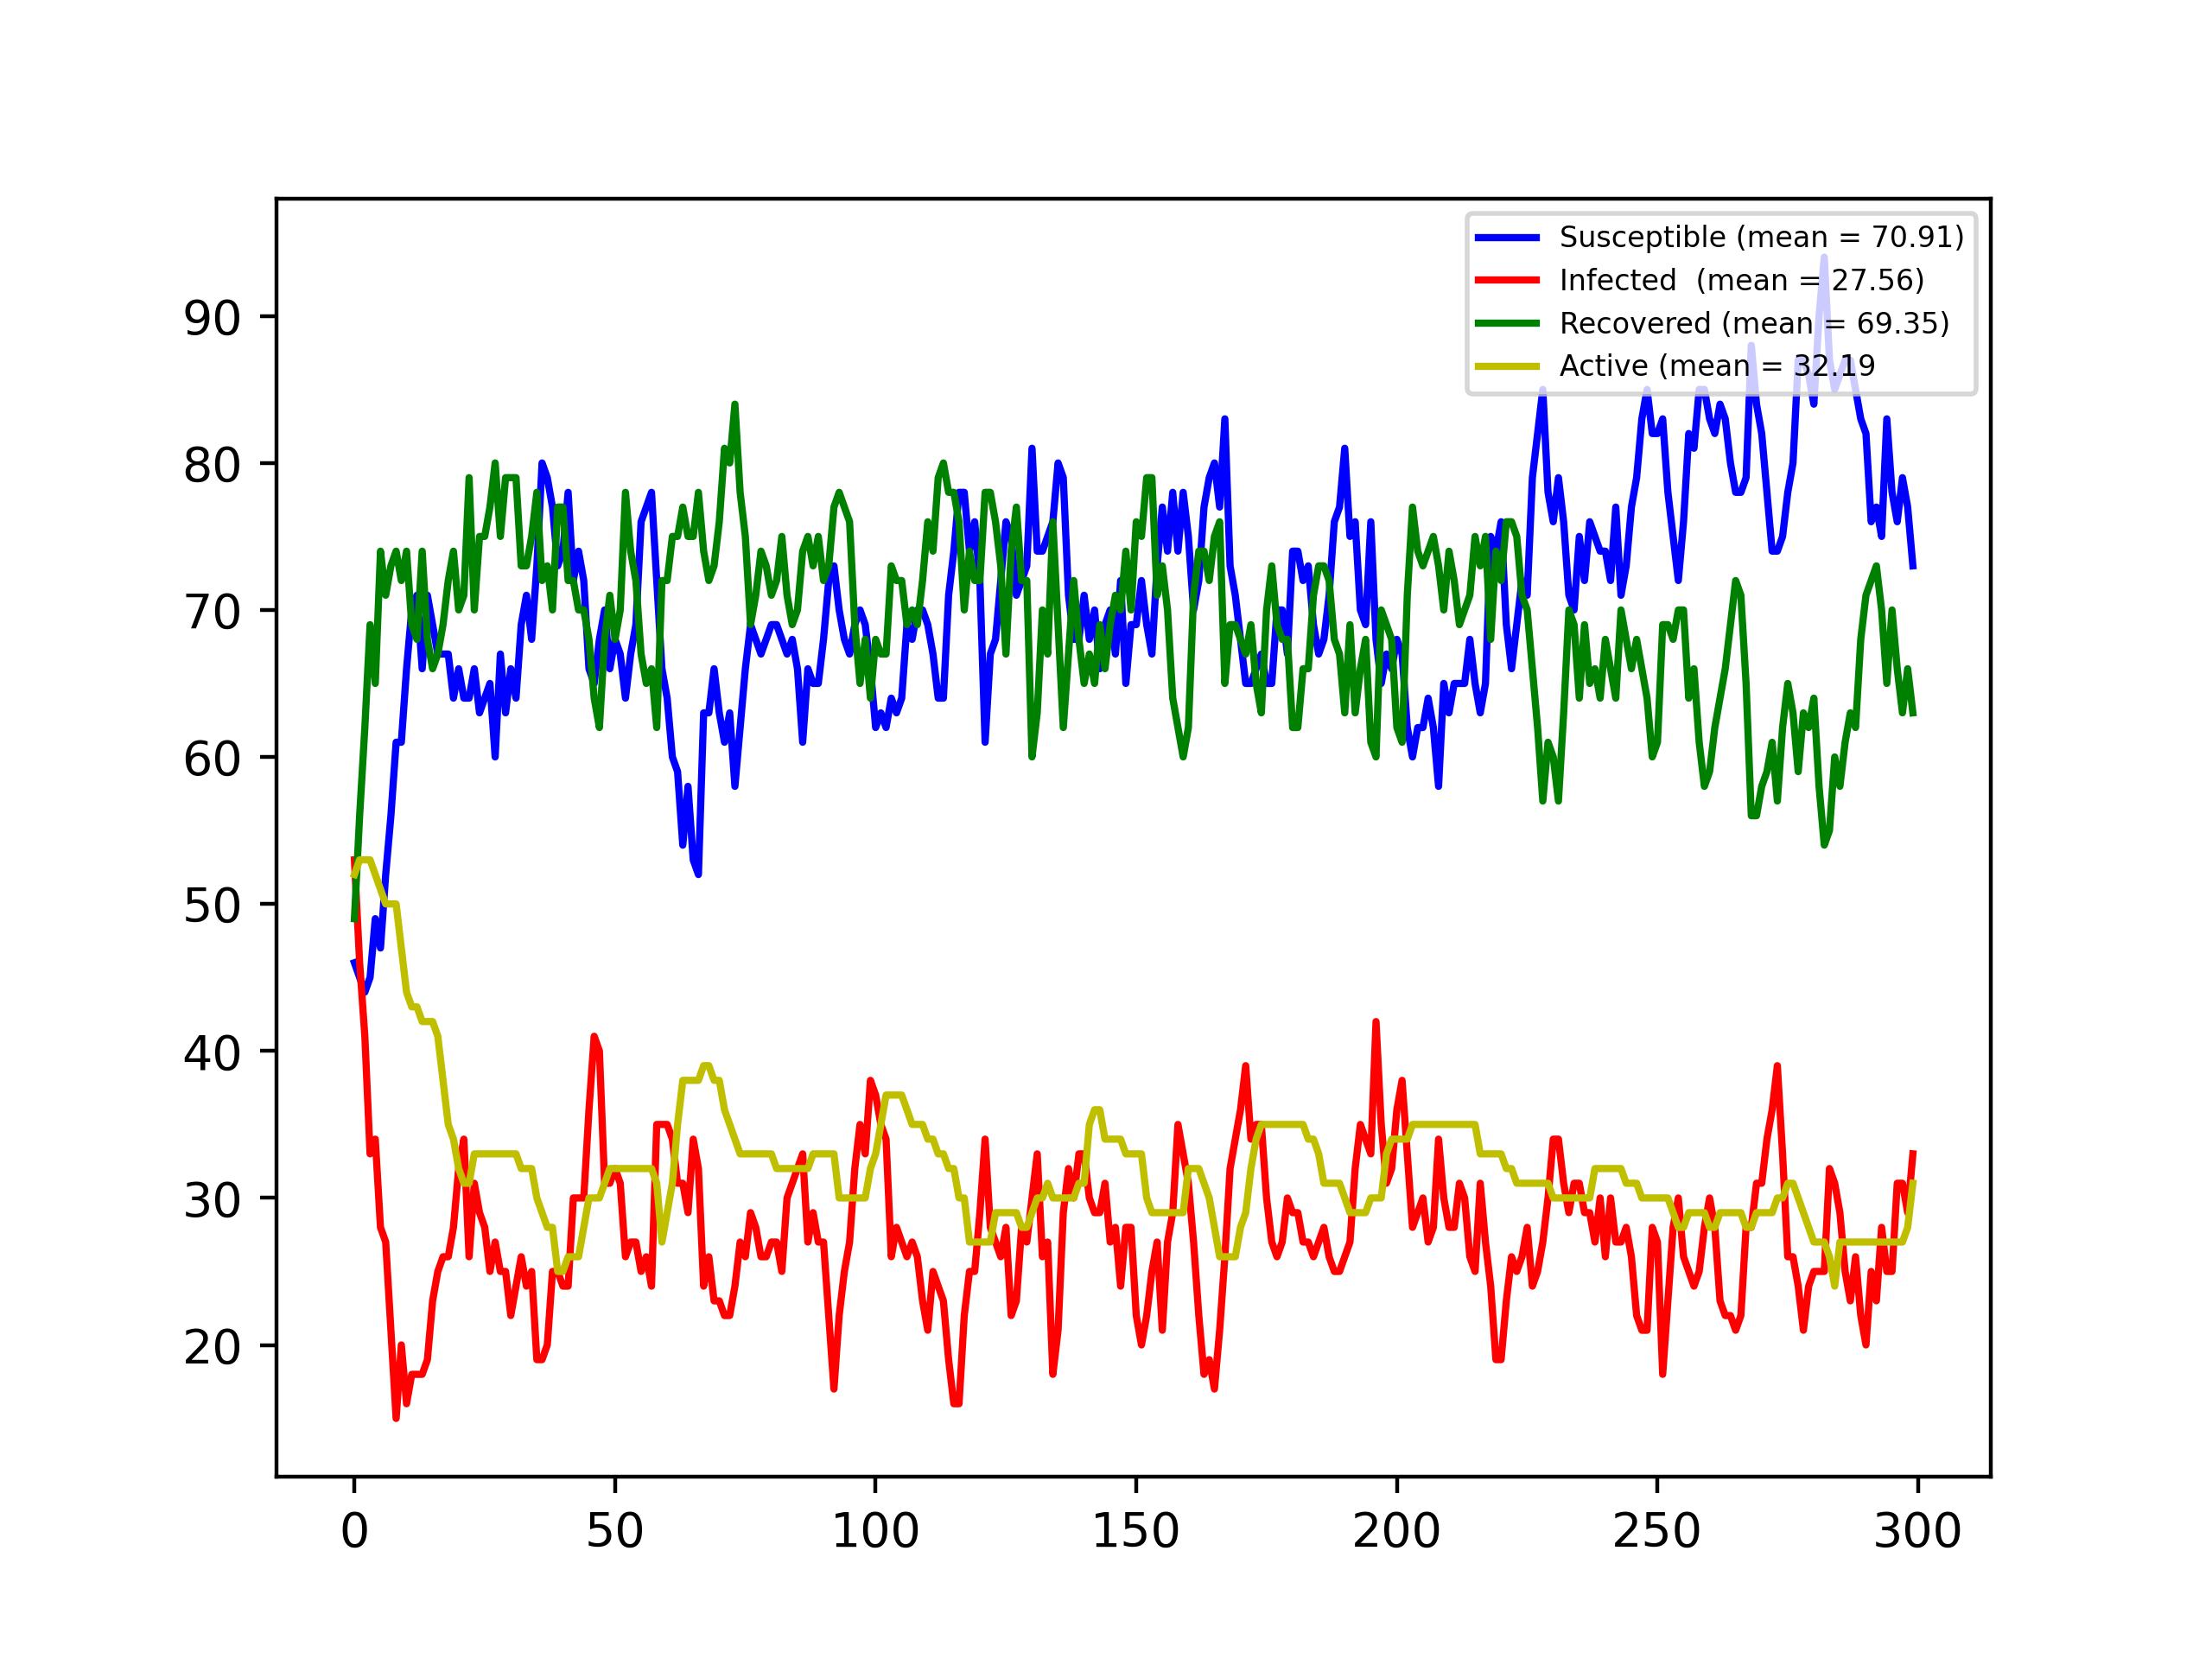 Susceptible (mean = 70.91)
Infected  (mean = 27.56)
Recovered (mean = 69.35)
Active (mean = 32.19
90
80
70
60
50
40
30
20
0 50 100 150 200 250 300